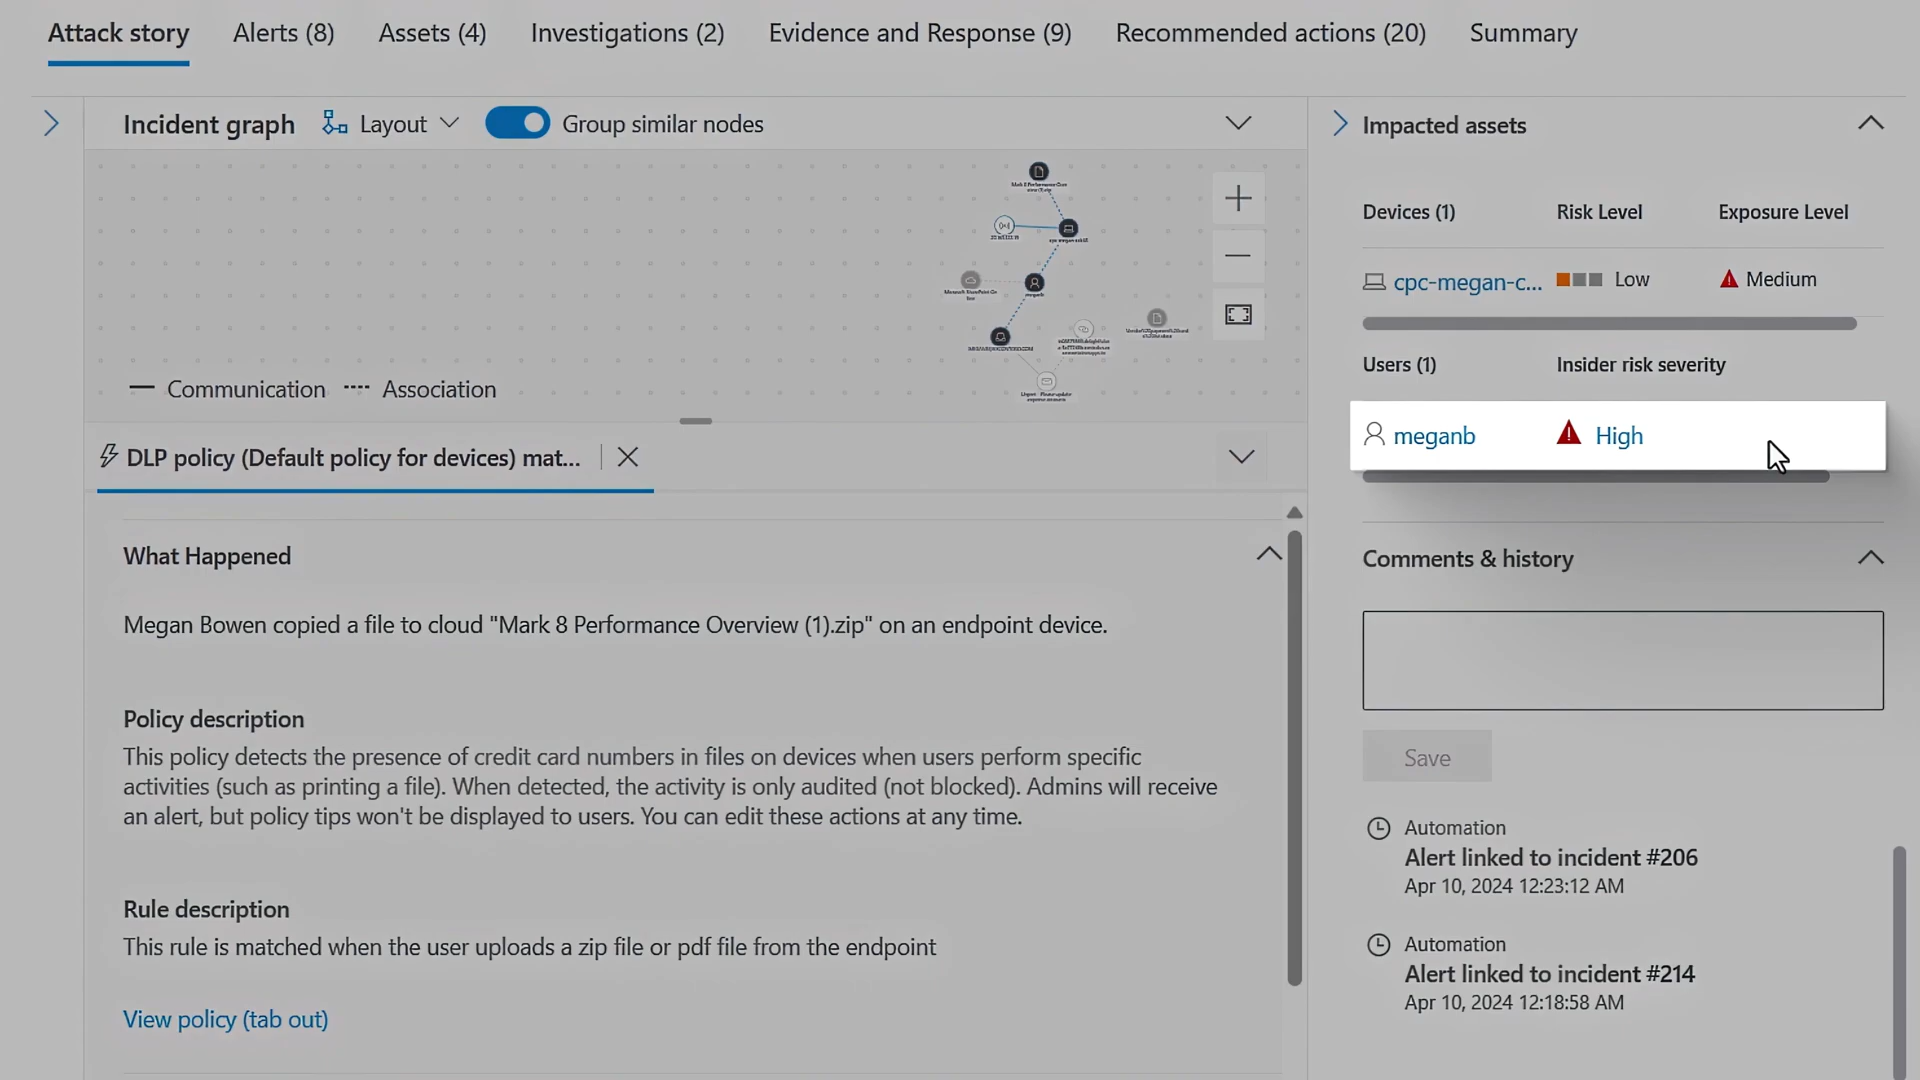 Attack story
Alerts (8)
Assets (4)
Investigations (2)
Evidence and Response (9)
Recommended actions (20)
Summary
Incident graph
Layout
Group similar nodes
meganb
Communication
Association
DLP policy (Default policy for devices) mat...
What Happened
Megan Bowen copied a file to cloud "Mark 8 Performance Overview (1).zip" on an endpoint device.
Policy description
This policy detects the presence of credit card numbers in files on devices when users perform specific
activities (such as printing a file). When detected, the activity is only audited (not blocked). Admins will receive
an alert, but policy tips won't be displayed to users. You can edit these actions at any time.
Rule description
This rule is matched when the user uploads a zip file or pdf file from the endpoint
View policy (tab out)
Impacted assets
Devices (1) Risk Level Exposure Level
cpc-megan-c... Low Medium
Users (1) Insider risk severity
meganb High
Comments & history
Save
Automation
Alert linked to incident #206
Apr 10, 2024 12:23:12 AM
Automation
Alert linked to incident #214
Apr 10, 2024 12:18:58 AM